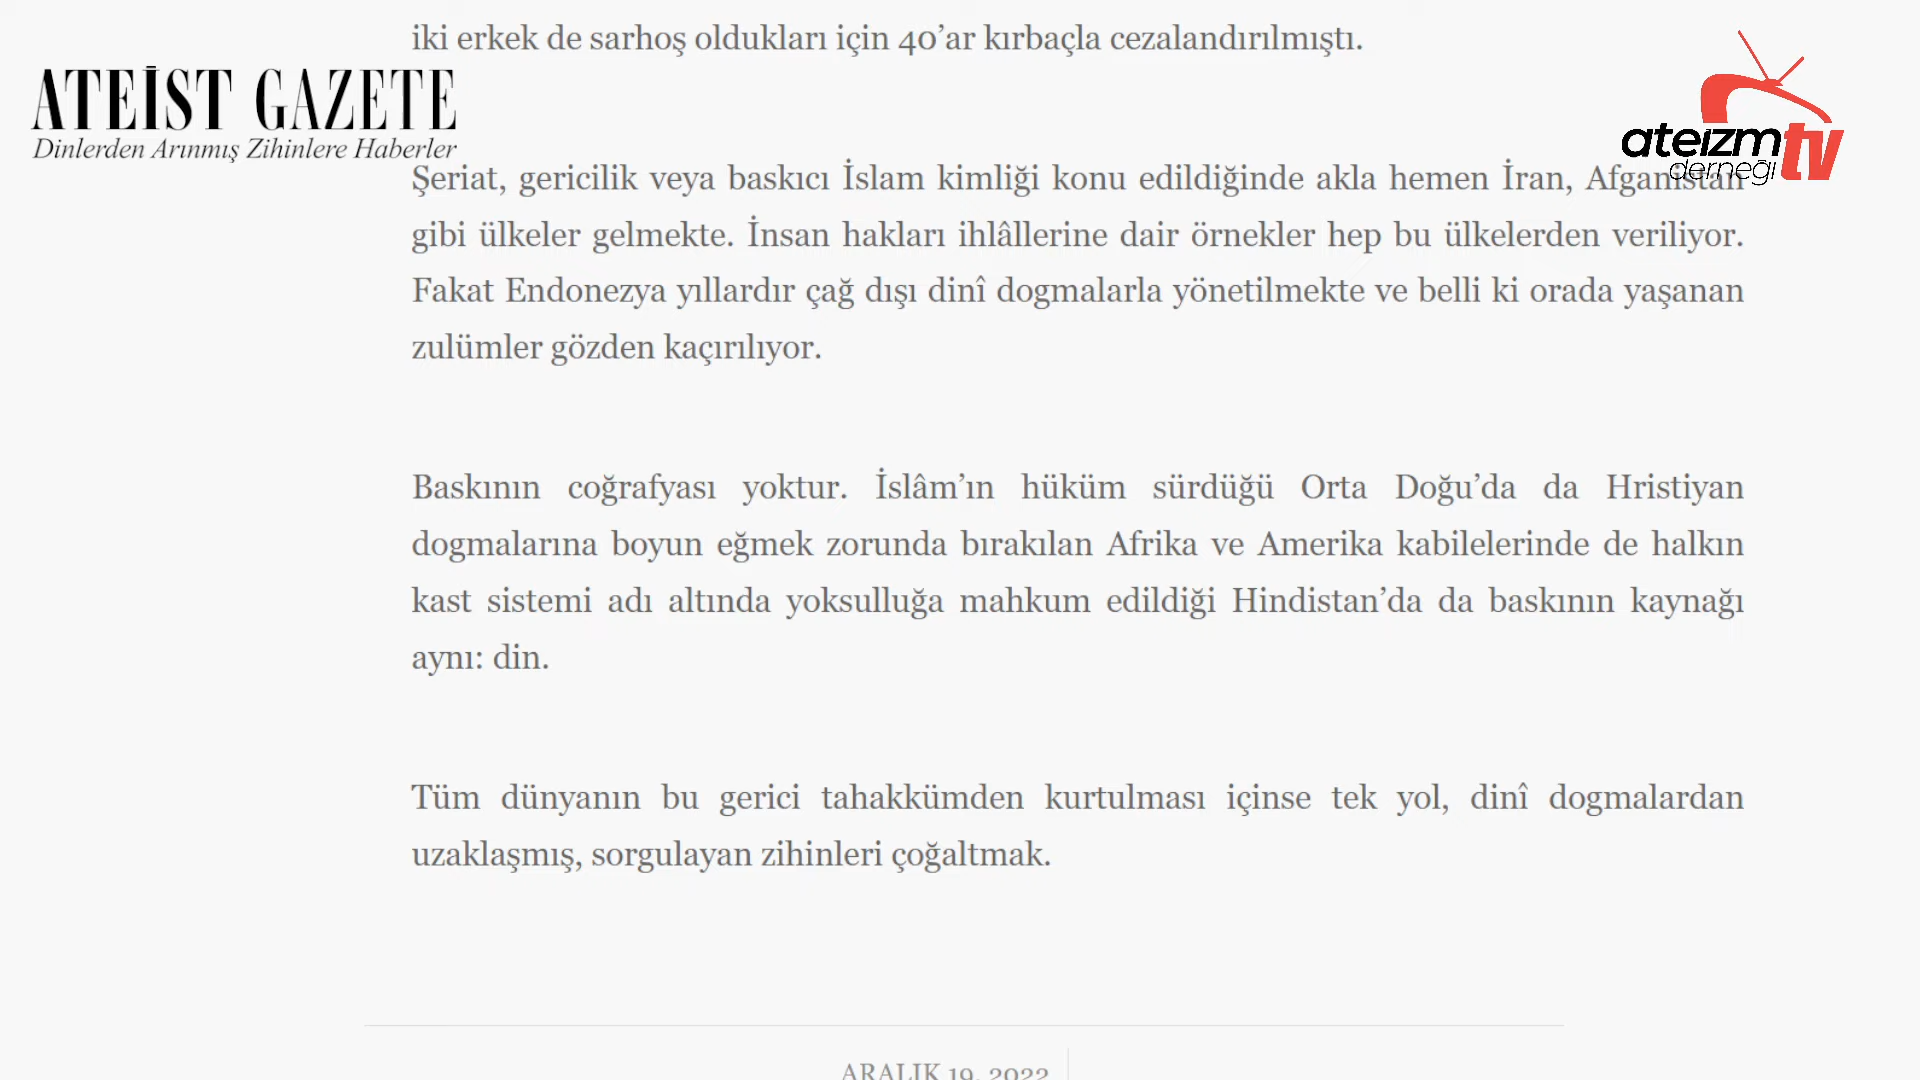 iki erkek de sarhoş oldukları için 40’ar kırbaçla cezalandırılmıştı.
ATEİST GAZETE
Dinlerden Arınmış Zihinlere Haberler
ateizm tv
derneği
Şeriat, gericilik veya baskıcı İslam kimliği konu edildiğinde akla hemen İran, Afganistan
gibi ülkeler gelmekte. İnsan hakları ihlâllerine dair örnekler hep bu ülkelerden veriliyor.
Fakat Endonezya yıllardır çağ dışı dinî dogmalarla yönetilmekte ve belli ki orada yaşanan
zulümler gözden kaçırılıyor.
Baskının coğrafyası yoktur. İslâm’ın hüküm sürdüğü Orta Doğu’da da Hristiyan
dogmalarına boyun eğmek zorunda bırakılan Afrika ve Amerika kabilelerinde de halkın
kast sistemi adı altında yoksulluğa mahkum edildiği Hindistan’da da baskının kaynağı
aynı: din.
Tüm dünyanın bu gerici tahakkümden kurtulması içinse tek yol, dinî dogmalardan
uzaklaşmış, sorgulayan zihinleri çoğaltmak.
ARALIK 19, 2022